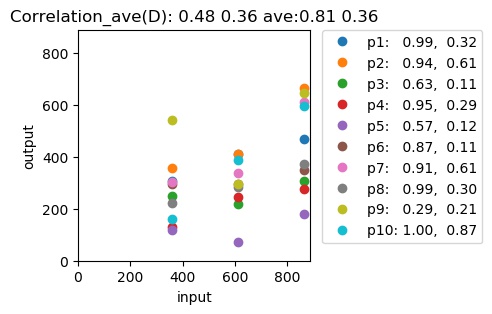 Correlation_ave(D): 0.48 0.36 ave:0.81 0.36
800
600
400
200
0
output
0 200 400 600 800
input
p1: 0.99, 0.32
p2: 0.94, 0.61
p3: 0.63, 0.11
p4: 0.95, 0.29
p5: 0.57, 0.12
p6: 0.87, 0.11
p7: 0.91, 0.61
p8: 0.99, 0.30
p9: 0.29, 0.21
p10: 1.00, 0.87